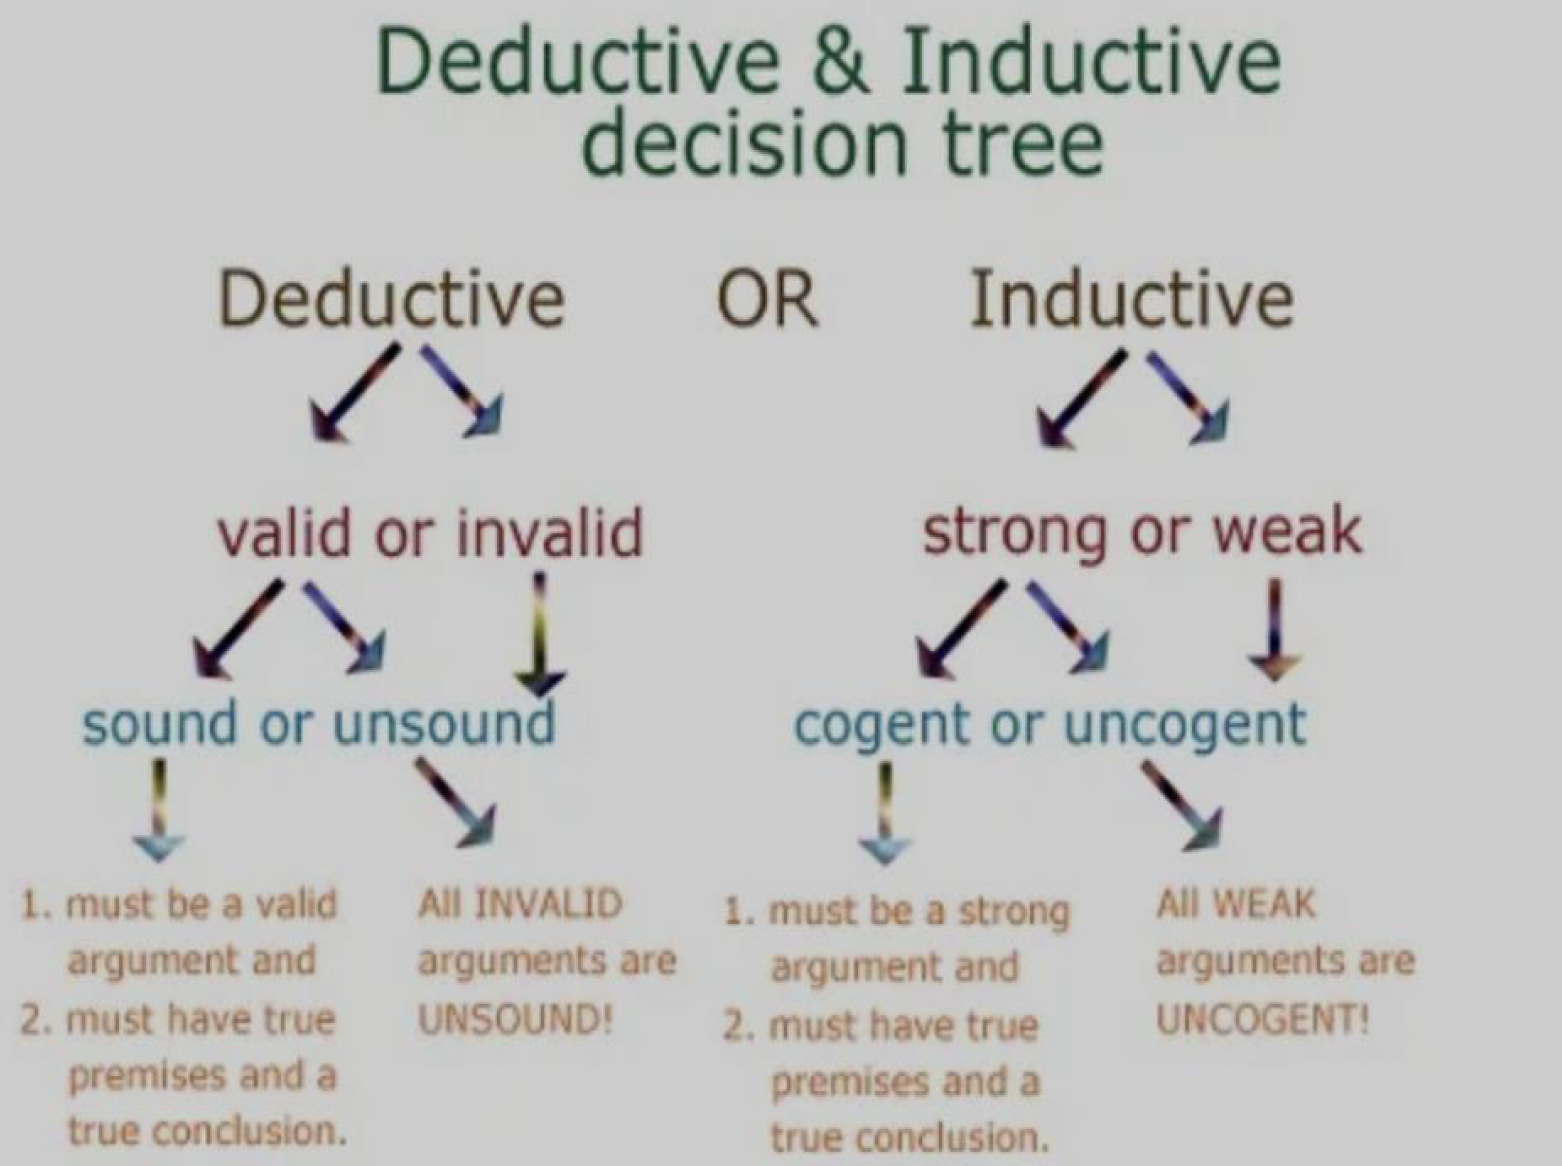 Deductive & Inductive
decision tree
Deductive OR Inductive
valid or invalid
strong or weak
sound or unsound
cogent or uncogent
1. must be a valid
argument and
2. must have true
premises and a
true conclusion.
All INVALID
arguments are
UNSOUND!
1. must be a strong
argument and
2. must have true
premises and a
true conclusion.
All WEAK
arguments are
UNCOGENT!